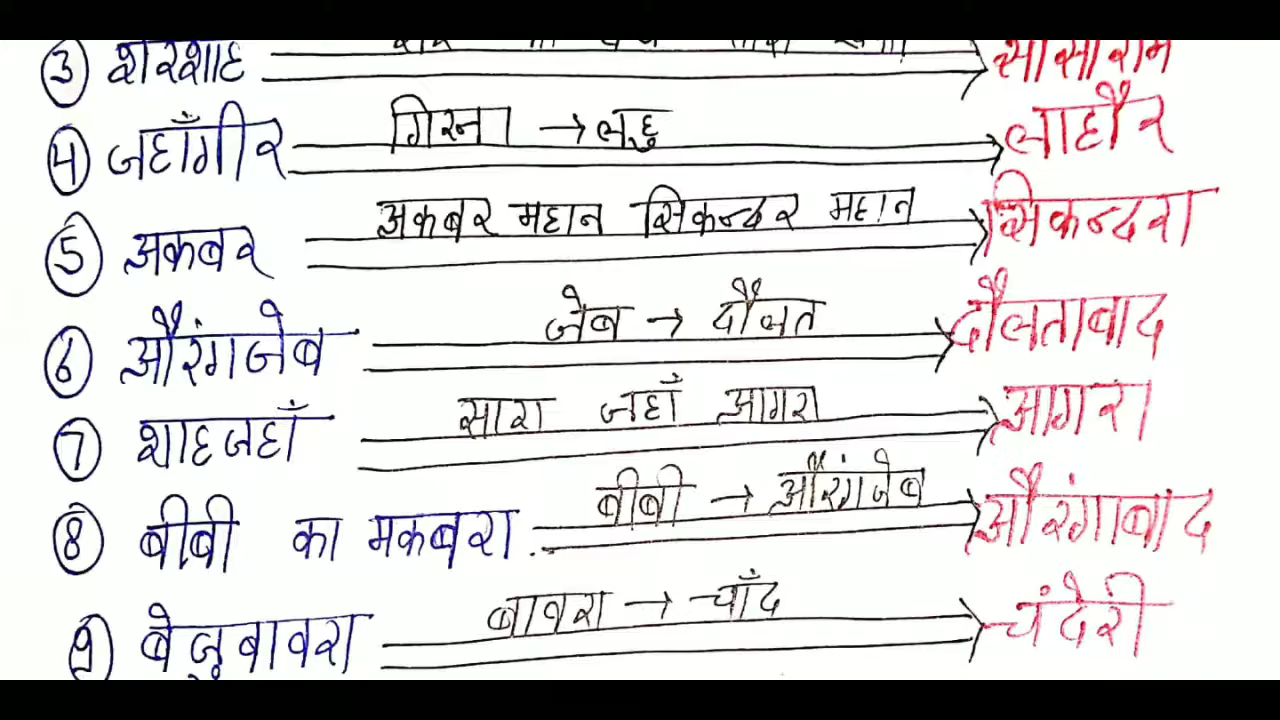 ③ शेरशाह सासाराम
④ जहाँगीर गिरना → लहु लाहौर
⑤ अकबर अकबर महान सिकन्दर महान सिकन्दरा
⑥ औरंगजेब जेब → दौलत दौलताबाद
⑦ शाहजहाँ सारा जहाँ आगरा आगरा
⑧ बीबी का मकबरा बीबी → औरंगजेब औरंगाबाद
⑨ बेजुबावरा बावरा → चाँद चंदेरी